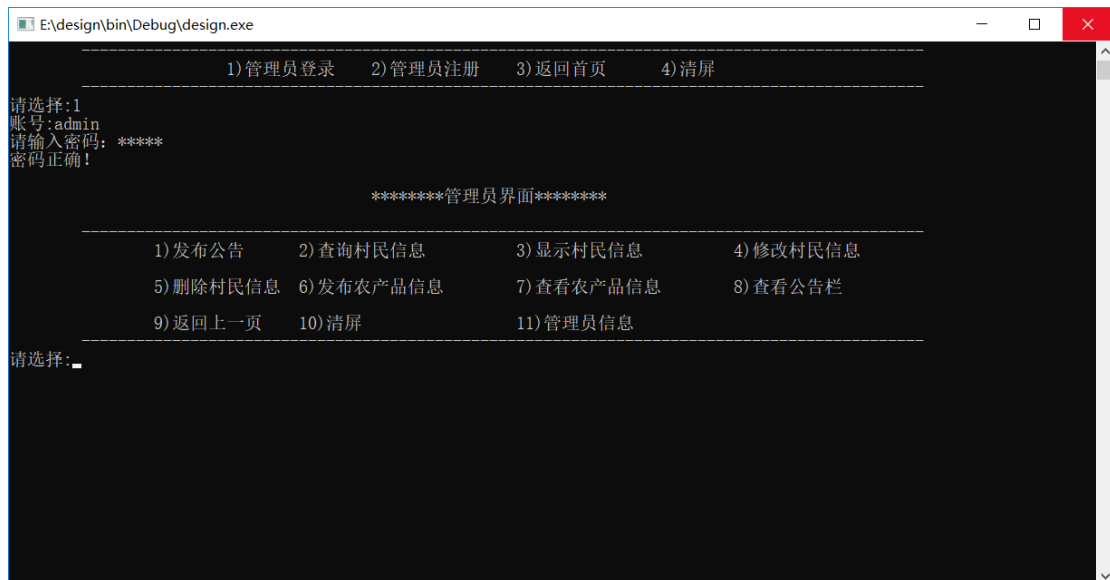 E:\design\bin\Debug\design.exe
1)管理员登录 2)管理员注册 3)返回首页 4)清屏
请选择:1
账号:admin
请输入密码：*****
密码正确！
********管理员界面********
1)发布公告 2)查询村民信息 3)显示村民信息 4)修改村民信息
5)删除村民信息 6)发布农产品信息 7)查看农产品信息 8)查看公告栏
9)返回上一页 10)清屏 11)管理员信息
请选择: